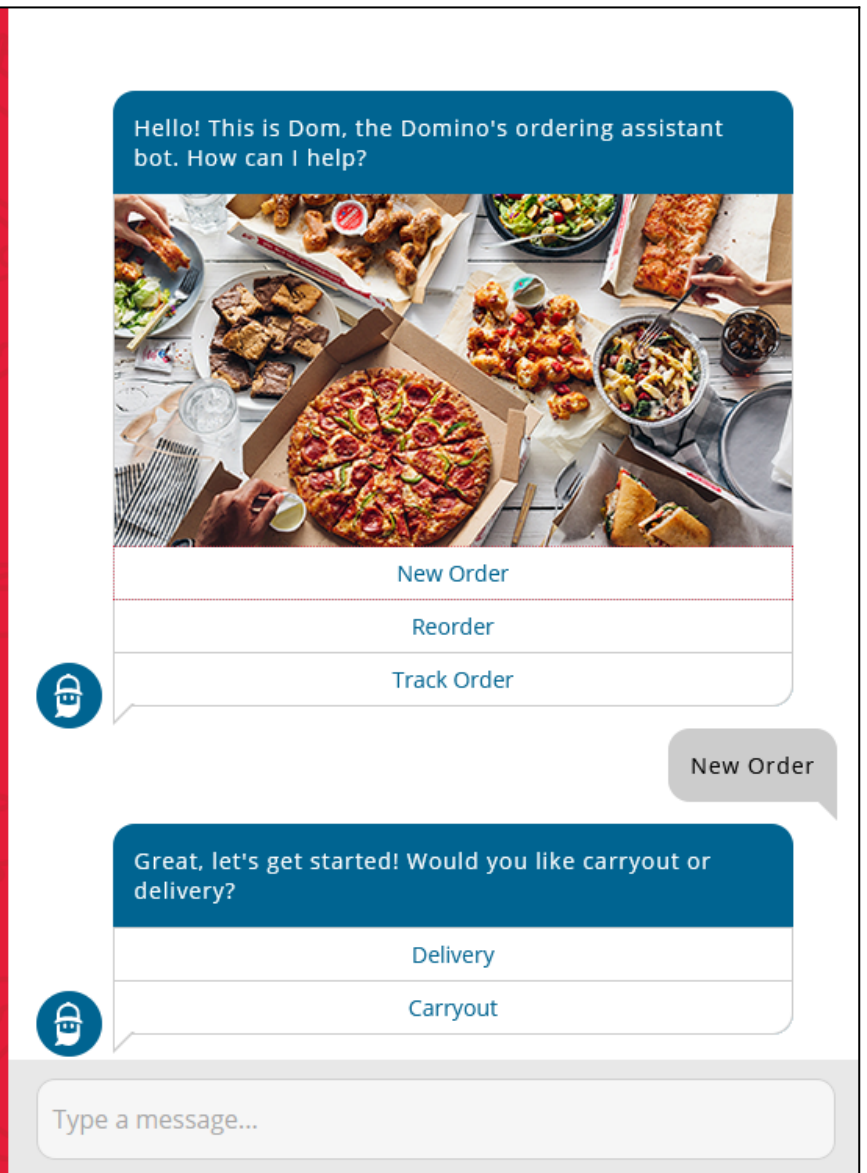 Hello! This is Dom, the Domino's ordering assistant
bot. How can I help?
New Order
Reorder
Track Order
New Order
Great, let's get started! Would you like carryout or
delivery?
Delivery
Carryout
Type a message...